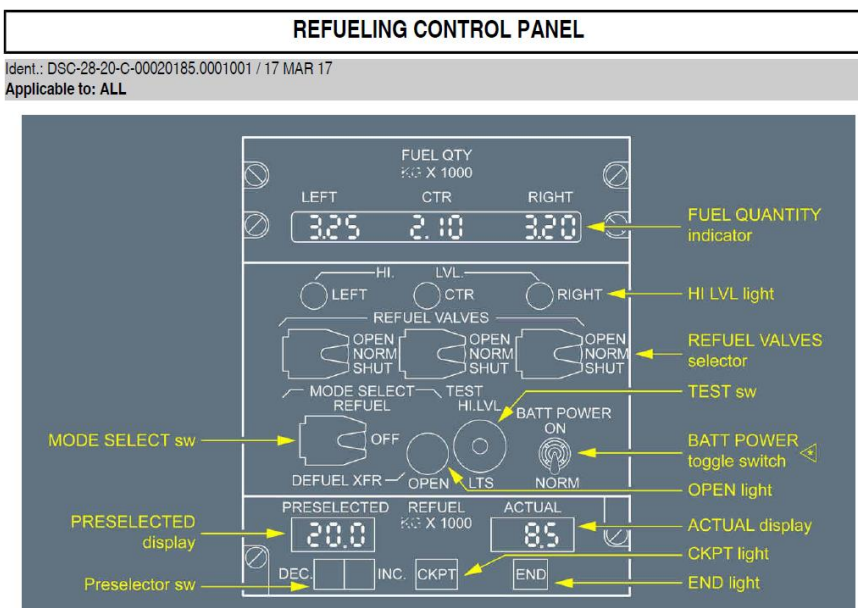 REFUELING CONTROL PANEL
Ident.: DSC-28-20-C-00020185.0001001 / 17 MAR 17
Applicable to: ALL
FUEL QTY
KG X 1000
LEFT CTR RIGHT
3.25 2.10 3.20
FUEL QUANTITY
indicator
HI. LVL.
LEFT CTR RIGHT
HI LVL light
REFUEL VALVES
OPEN OPEN OPEN
NORM NORM NORM
SHUT SHUT SHUT
REFUEL VALVES
selector
MODE SELECT TEST
REFUEL HI.LVL
TEST sw
BATT POWER
ON
MODE SELECT sw
OFF
BATT POWER
toggle switch
DEFUEL XFR OPEN LTS NORM
OPEN light
PRESELECTED REFUEL ACTUAL
KG X 1000
20.0 8.5
PRESELECTED
display
ACTUAL display
DEC. INC. CKPT END
Preselector sw
CKPT light
END light